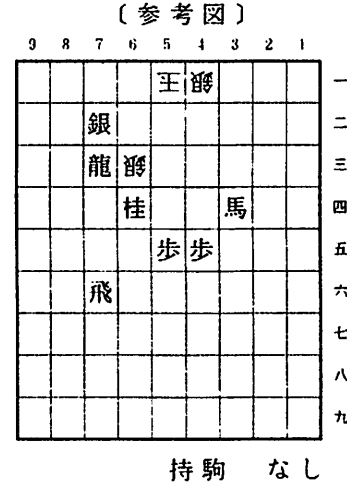 〔参考図〕
9 8 7 6 5 4 3 2 1
王 銀 一
銀 二
龍 銀 三
桂 馬 四
歩 歩 五
飛 六
七
八
九
持駒 なし